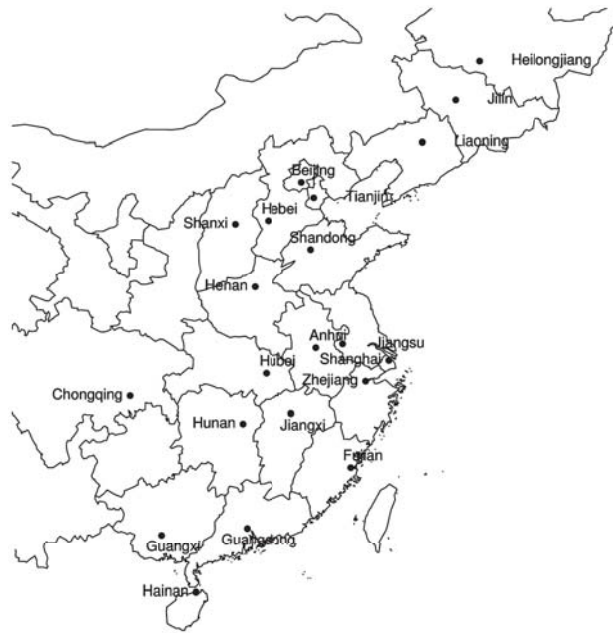 Heilongjiang
Jilin
Liaoning
Beijing
Tianjin
Hebei
Shanxi
Shandong
Henan
Anhui
Jiangsu
Shanghai
Hubei
Zhejiang
Chongqing
Hunan
Jiangxi
Fujian
Guangxi
Guangdong
Hainan